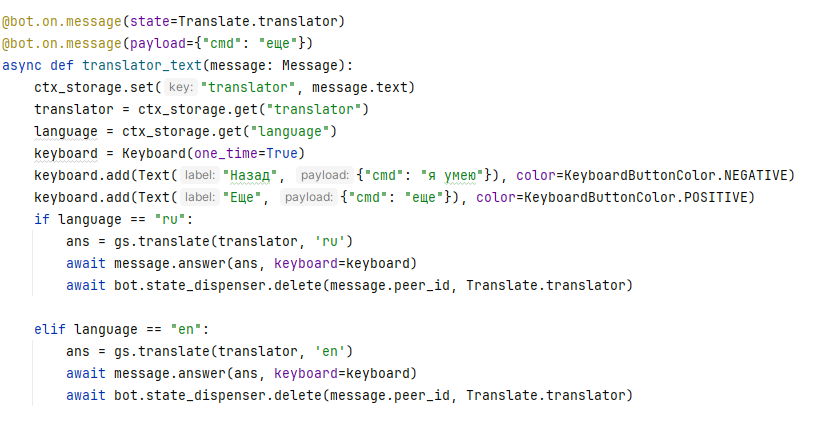 @bot.on.message(state=Translate.translator)
@bot.on.message(payload={"cmd": "еще"})
async def translator_text(message: Message):
    ctx_storage.set( key: "translator", message.text)
    translator = ctx_storage.get("translator")
    language = ctx_storage.get("language")
    keyboard = Keyboard(one_time=True)
    keyboard.add(Text( label: "Назад", payload: {"cmd": "я умею"}), color=KeyboardButtonColor.NEGATIVE)
    keyboard.add(Text( label: "Еще", payload: {"cmd": "еще"}), color=KeyboardButtonColor.POSITIVE)
    if language == "ru":
        ans = gs.translate(translator, 'ru')
        await message.answer(ans, keyboard=keyboard)
        await bot.state_dispenser.delete(message.peer_id, Translate.translator)
    elif language == "en":
        ans = gs.translate(translator, 'en')
        await message.answer(ans, keyboard=keyboard)
        await bot.state_dispenser.delete(message.peer_id, Translate.translator)